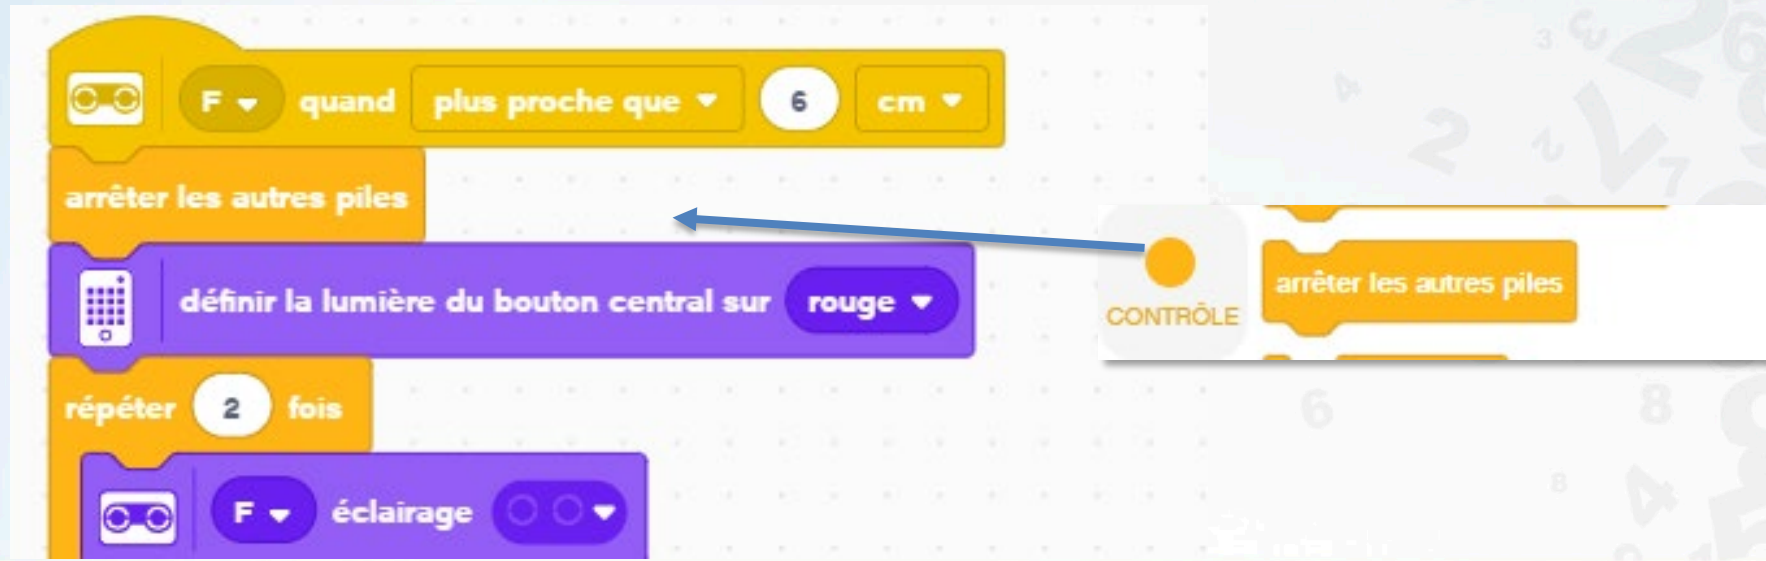 F quand plus proche que 6 cm
arrêter les autres piles
définir la lumière du bouton central sur rouge
répéter 2 fois
F éclairage
CONTRÔLE
arrêter les autres piles